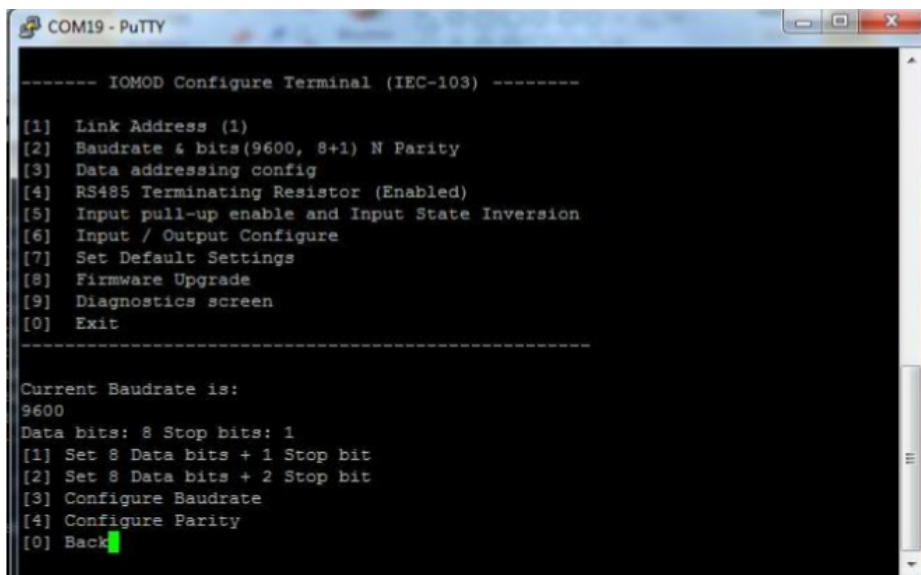 COM19 - PuTTY
------- IOMOD Configure Terminal (IEC-103) --------
[1]  Link Address (1)
[2]  Baudrate & bits(9600, 8+1) N Parity
[3]  Data addressing config
[4]  RS485 Terminating Resistor (Enabled)
[5]  Input pull-up enable and Input State Inversion
[6]  Input / Output Configure
[7]  Set Default Settings
[8]  Firmware Upgrade
[9]  Diagnostics screen
[0]  Exit
----------------------------------------------------
Current Baudrate is:
9600
Data bits: 8 Stop bits: 1
[1] Set 8 Data bits + 1 Stop bit
[2] Set 8 Data bits + 2 Stop bit
[3] Configure Baudrate
[4] Configure Parity
[0] Back